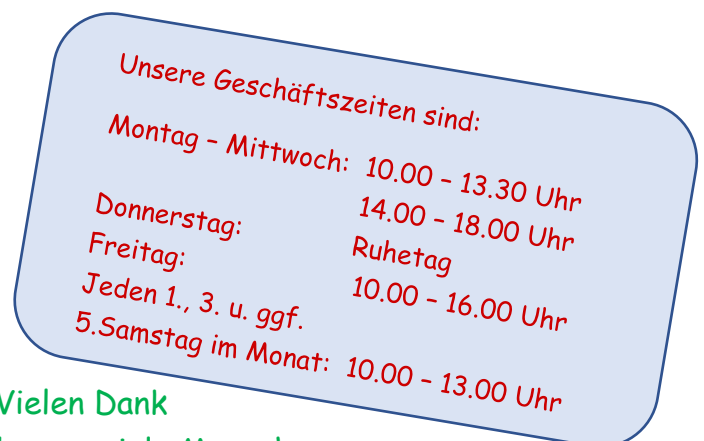 Unsere Geschäftszeiten sind:
Montag – Mittwoch: 10.00 – 13.30 Uhr
14.00 – 18.00 Uhr
Donnerstag: Ruhetag
Freitag: 10.00 – 16.00 Uhr
Jeden 1., 3. u. ggf.
5.Samstag im Monat: 10.00 – 13.00 Uhr
Vielen Dank